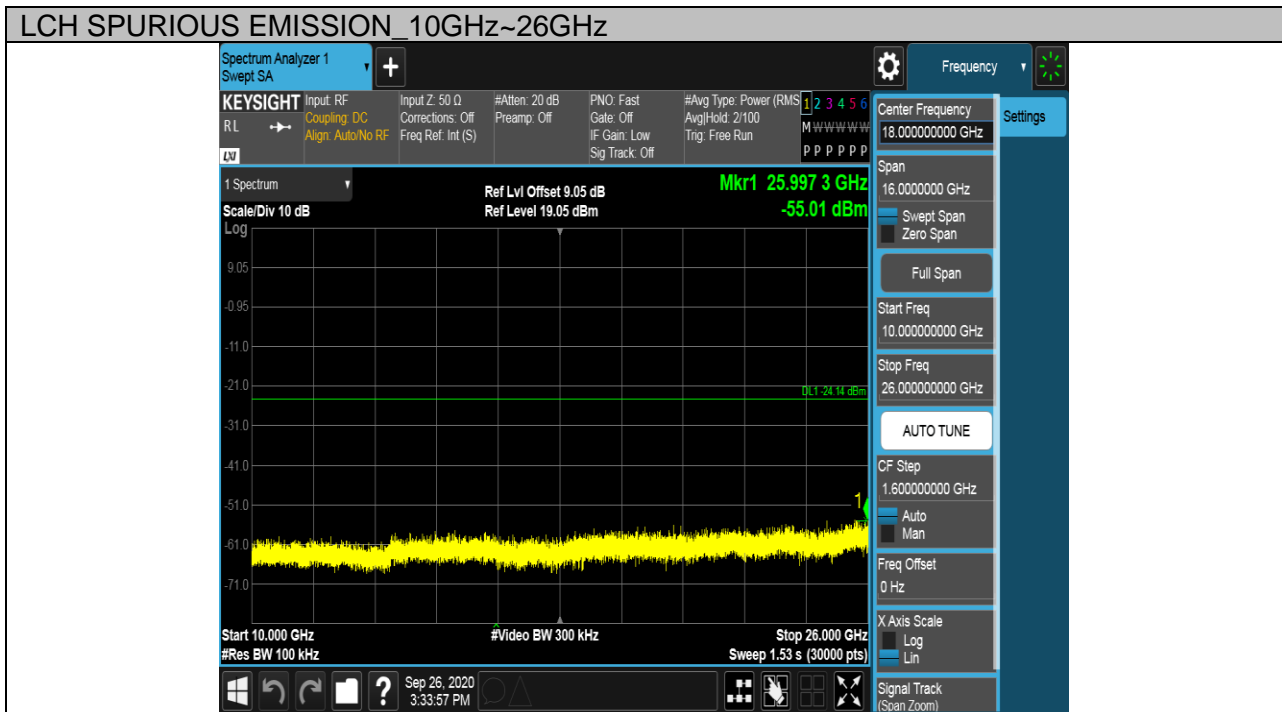 LCH SPURIOUS EMISSION_10GHz~26GHz
Spectrum Analyzer 1
Swept SA
+
Frequency
KEYSIGHT
RL
LXI
Input: RF
Coupling: DC
Align: Auto/No RF
Input Z: 50 Ω
Corrections: Off
Freq Ref: Int (S)
#Atten: 20 dB
Preamp: Off
PNO: Fast
Gate: Off
IF Gain: Low
Sig Track: Off
#Avg Type: Power (RMS
Avg|Hold: 2/100
Trig: Free Run
1 2 3 4 5 6
M W W W W W
P P P P P P
1 Spectrum
Scale/Div 10 dB
Log
Ref Lvl Offset 9.05 dB
Ref Level 19.05 dBm
Mkr1 25.997 3 GHz
-55.01 dBm
9.05
-0.95
-11.0
-21.0
DL1 -24.14 dBm
-31.0
-41.0
-51.0
1
-61.0
-71.0
Start 10.000 GHz
#Res BW 100 kHz
#Video BW 300 kHz
Stop 26.000 GHz
Sweep 1.53 s (30000 pts)
?
Sep 26, 2020
3:33:57 PM
Center Frequency
18.000000000 GHz
Settings
Span
16.0000000 GHz
Swept Span
Zero Span
Full Span
Start Freq
10.000000000 GHz
Stop Freq
26.000000000 GHz
AUTO TUNE
CF Step
1.600000000 GHz
Auto
Man
Freq Offset
0 Hz
X Axis Scale
Log
Lin
Signal Track
(Span Zoom)